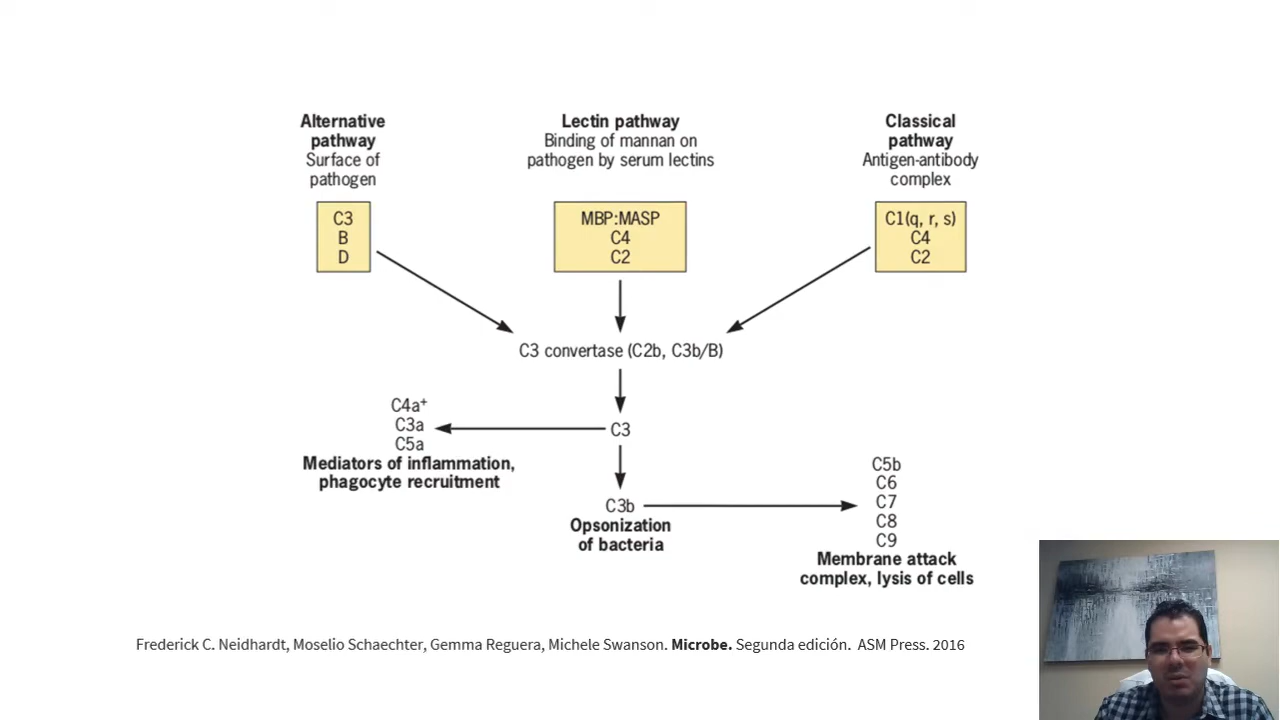 Alternative
pathway
Surface of
pathogen
C3
B
D
Lectin pathway
Binding of mannan on
pathogen by serum lectins
MBP:MASP
C4
C2
Classical
pathway
Antigen-antibody
complex
C1(q, r, s)
C4
C2
C3 convertase (C2b, C3b/B)
C4a⁺
C3a
C5a
Mediators of inflammation,
phagocyte recruitment
C3
C3b
Opsonization
of bacteria
C5b
C6
C7
C8
C9
Membrane attack
complex, lysis of cells
Frederick C. Neidhardt, Moselio Schaechter, Gemma Reguera, Michele Swanson. Microbe. Segunda edición. ASM Press. 2016